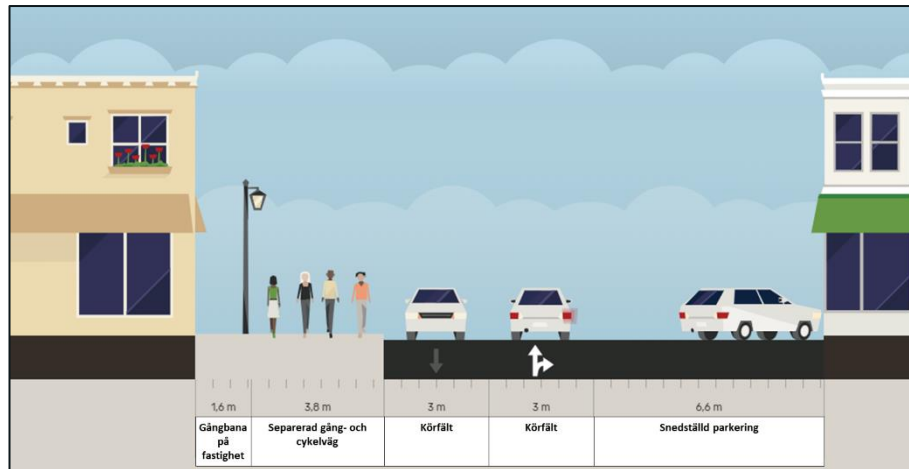 1,6 m
3,8 m
3 m
3 m
6,6 m
Gångbana
på
fastighet
Separerad gång- och
cykelväg
Körfält
Körfält
Snedställd parkering